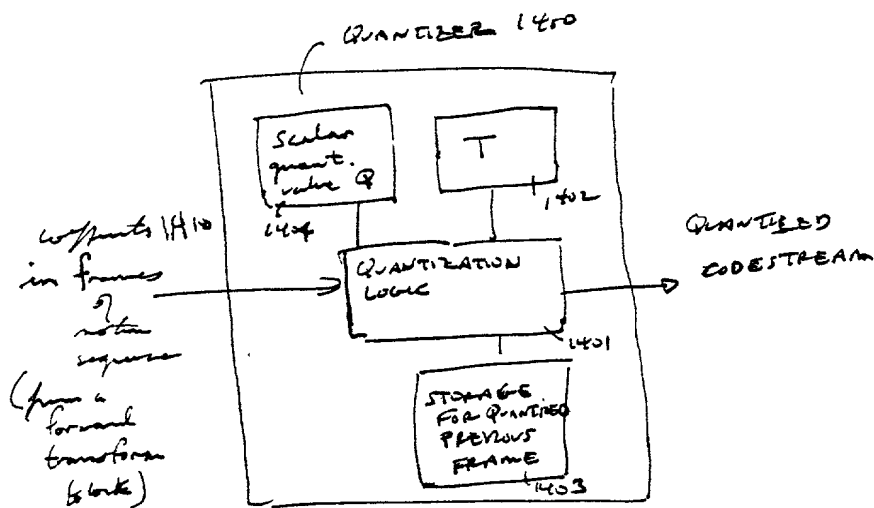 QUANTIZER 1400
Scalar
quant.
value Q
1404
T
1402
coefficients 1410
in frames
of
motion
sequence
(from a
forward
transform
block)
QUANTIZATION
LOGIC
1401
QUANTIZED
CODESTREAM
STORAGE
FOR QUANTIZED
PREVIOUS
FRAME
1403